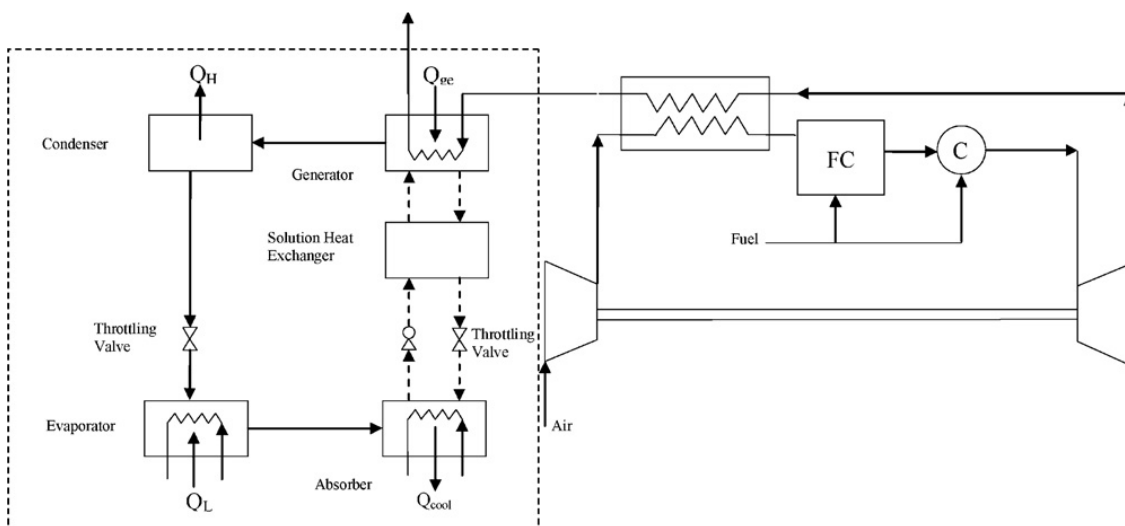 Q_H
Q_ge
Condenser
Generator
FC
C
Solution Heat
Exchanger
Fuel
Throttling
Valve
Throttling
Valve
Evaporator
Air
Absorber
Q_L
Q_cool